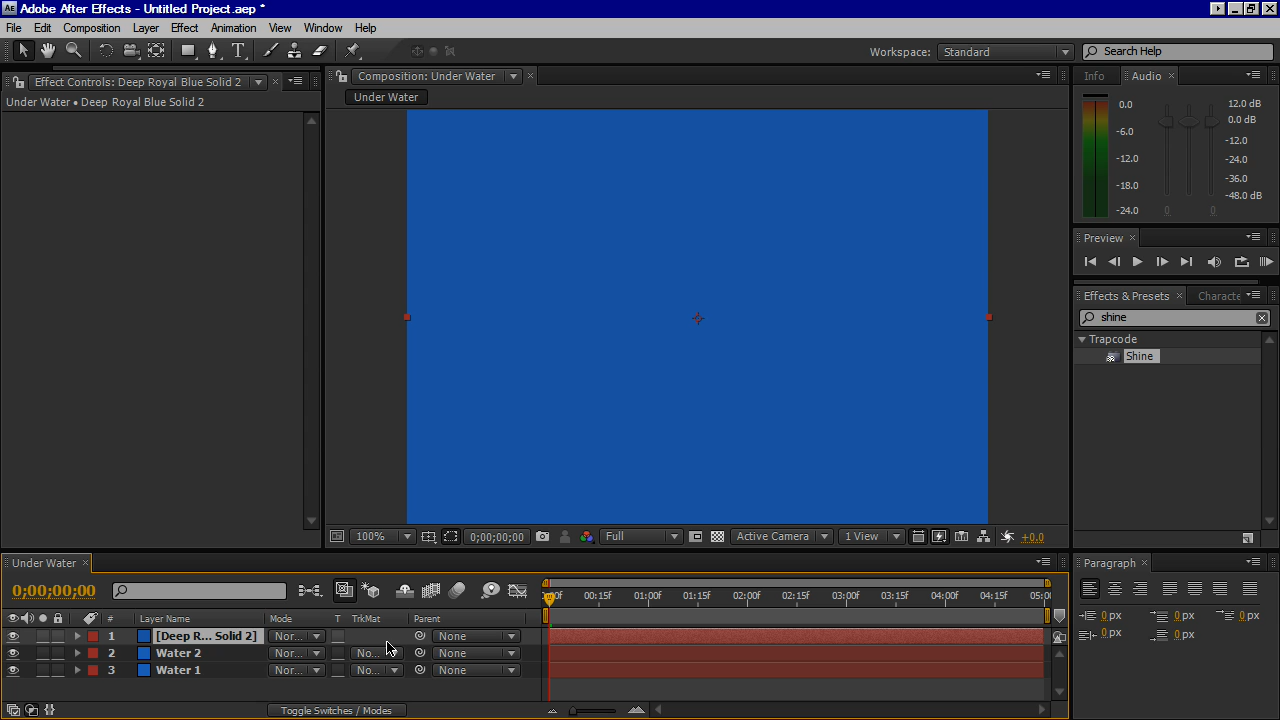 Adobe After Effects - Untitled Project.aep *
File Edit Composition Layer Effect Animation View Window Help
Workspace: Standard Search Help
Effect Controls: Deep Royal Blue Solid 2
Under Water • Deep Royal Blue Solid 2
Composition: Under Water
Under Water
Info Audio
0.0 12.0 dB
0.0 dB
-6.0
-12.0
-12.0
-24.0
-18.0
-36.0
-48.0 dB
-24.0 0 0
Preview
Effects & Presets Characte
shine
Trapcode
Shine
100% 0;00;00;00 Full Active Camera 1 View +0.0
Under Water
Paragraph
0;00;00;00
00f 00:15f 01:00f 01:15f 02:00f 02:15f 03:00f 03:15f 04:00f 04:15f 05:00
0 px 0 px 0 px
0 px 0 px
# Layer Name Mode T TrkMat Parent
1 [Deep R... Solid 2] Nor... None
2 Water 2 Nor... No... None
3 Water 1 Nor... No... None
Toggle Switches / Modes